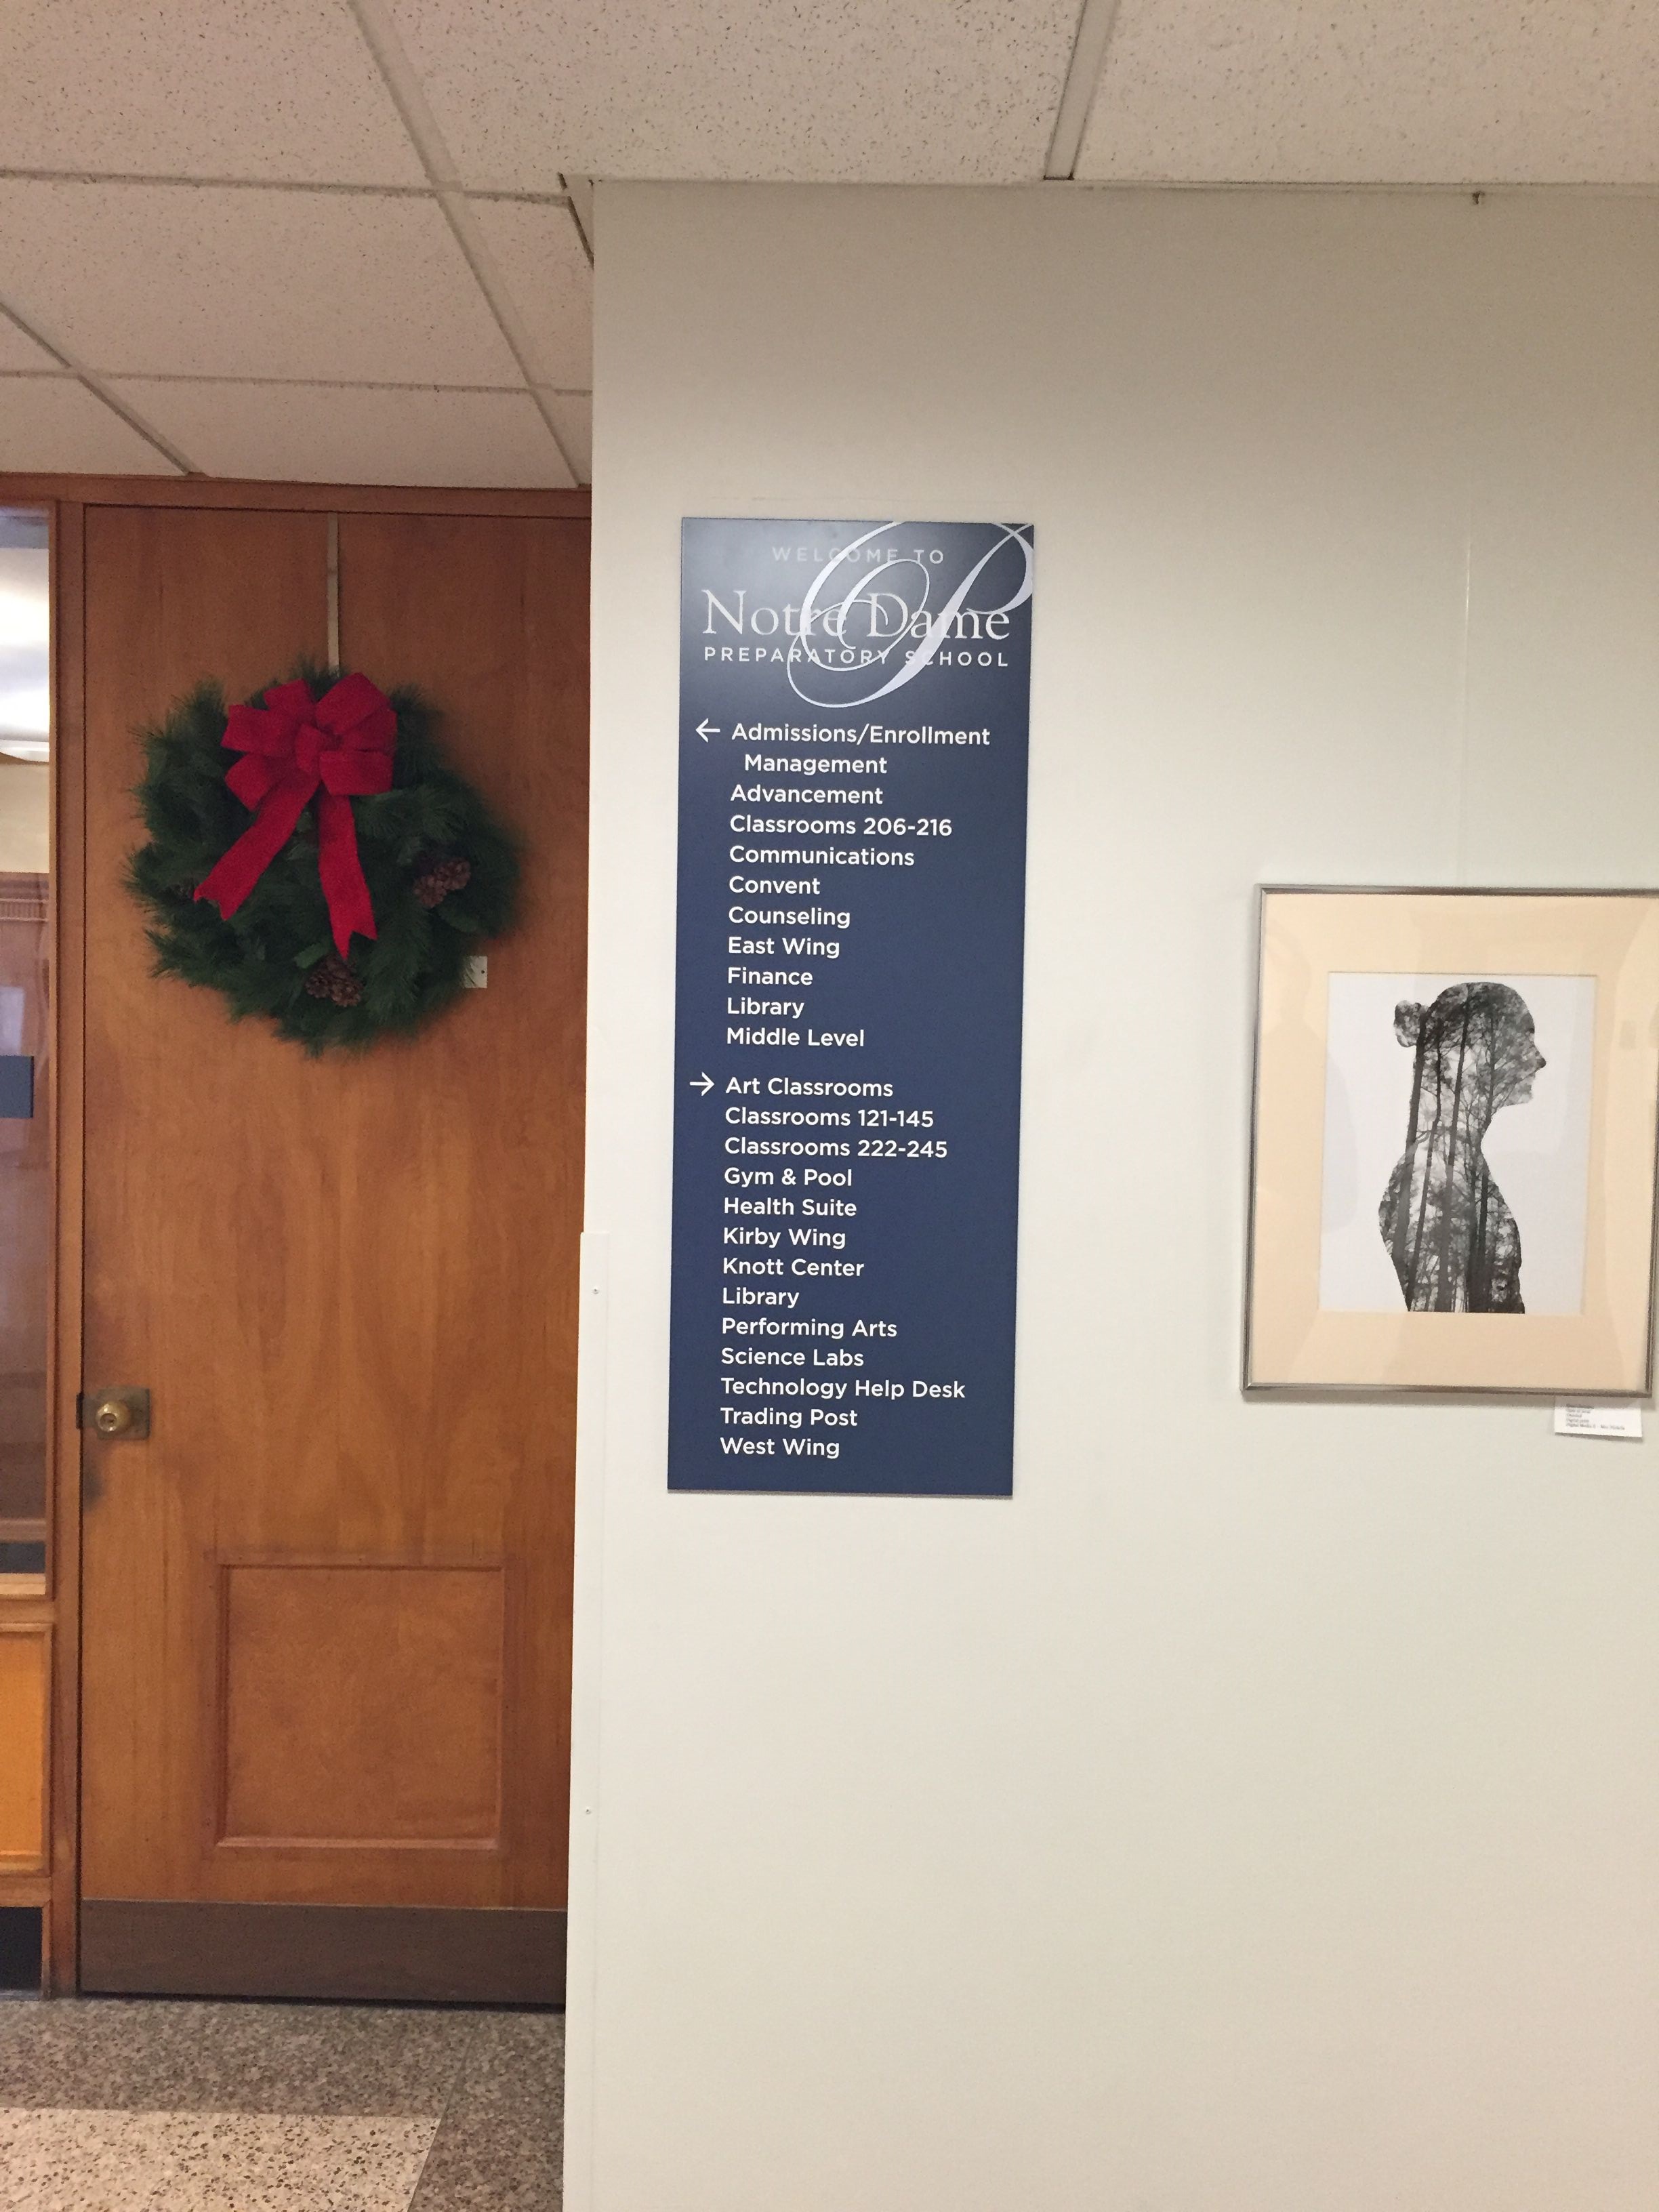 WELCOME TO
Notre Dame
PREPARATORY SCHOOL
P
← Admissions/Enrollment
Management
Advancement
Classrooms 206-216
Communications
Convent
Counseling
East Wing
Finance
Library
Middle Level
→ Art Classrooms
Classrooms 121-145
Classrooms 222-245
Gym & Pool
Health Suite
Kirby Wing
Knott Center
Library
Performing Arts
Science Labs
Technology Help Desk
Trading Post
West Wing